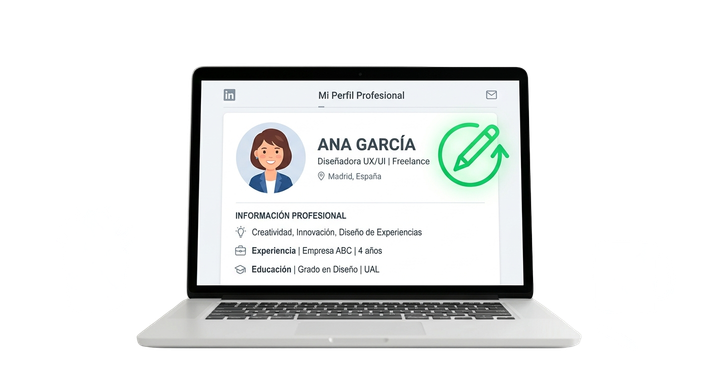 in
Mi Perfil Profesional
ANA GARCÍA
Diseñadora UX/UI | Freelance
Madrid, España
INFORMACIÓN PROFESIONAL
Creatividad, Innovación, Diseño de Experiencias
Experiencia | Empresa ABC | 4 años
Educación | Grado en Diseño | UAL